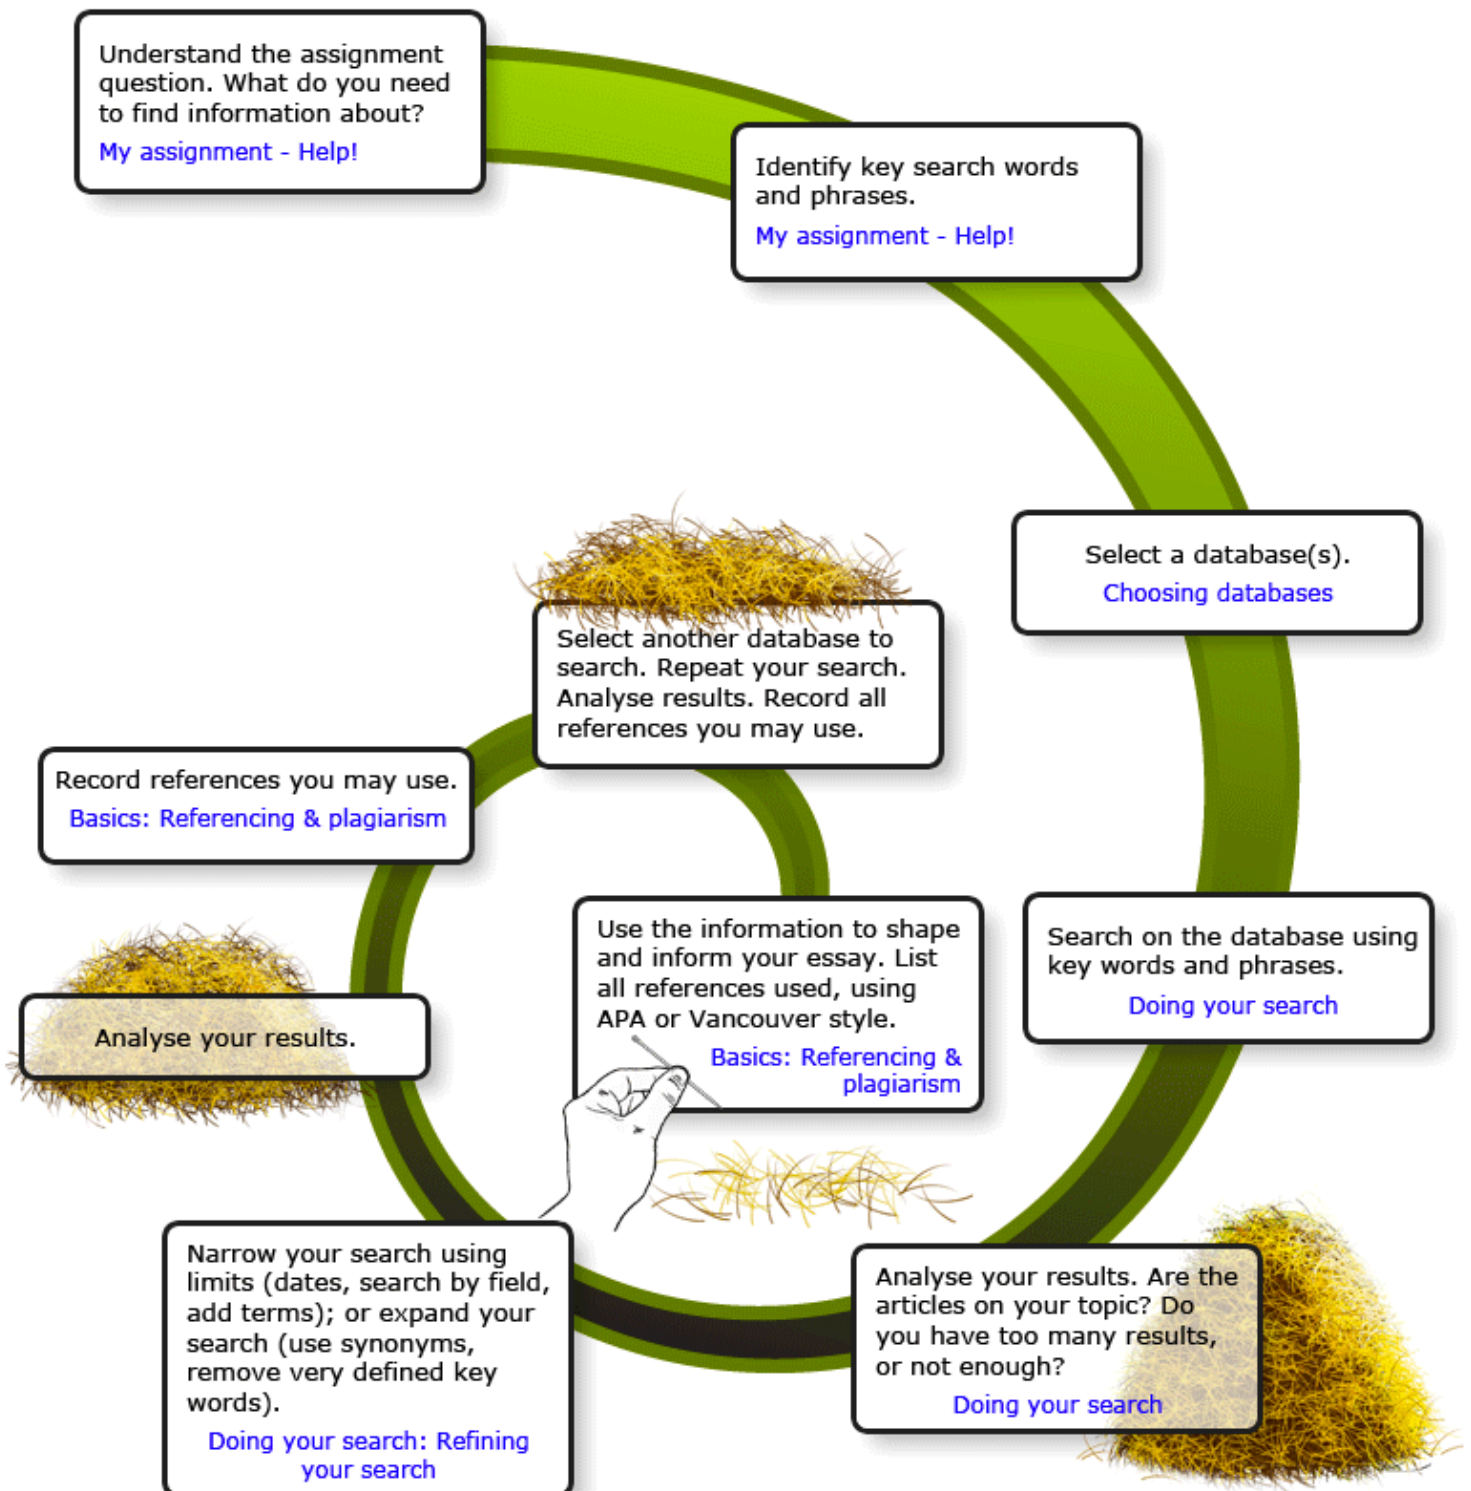 Understand the assignment
question. What do you need
to find information about?
My assignment - Help!
Identify key search words
and phrases.
My assignment - Help!
Select a database(s).
Choosing databases
Search on the database using
key words and phrases.
Doing your search
Analyse your results. Are the
articles on your topic? Do
you have too many results,
or not enough?
Doing your search
Narrow your search using
limits (dates, search by field,
add terms); or expand your
search (use synonyms,
remove very defined key
words).
Doing your search: Refining
your search
Analyse your results.
Record references you may use.
Basics: Referencing & plagiarism
Select another database to
search. Repeat your search.
Analyse results. Record all
references you may use.
Use the information to shape
and inform your essay. List
all references used, using
APA or Vancouver style.
Basics: Referencing &
plagiarism